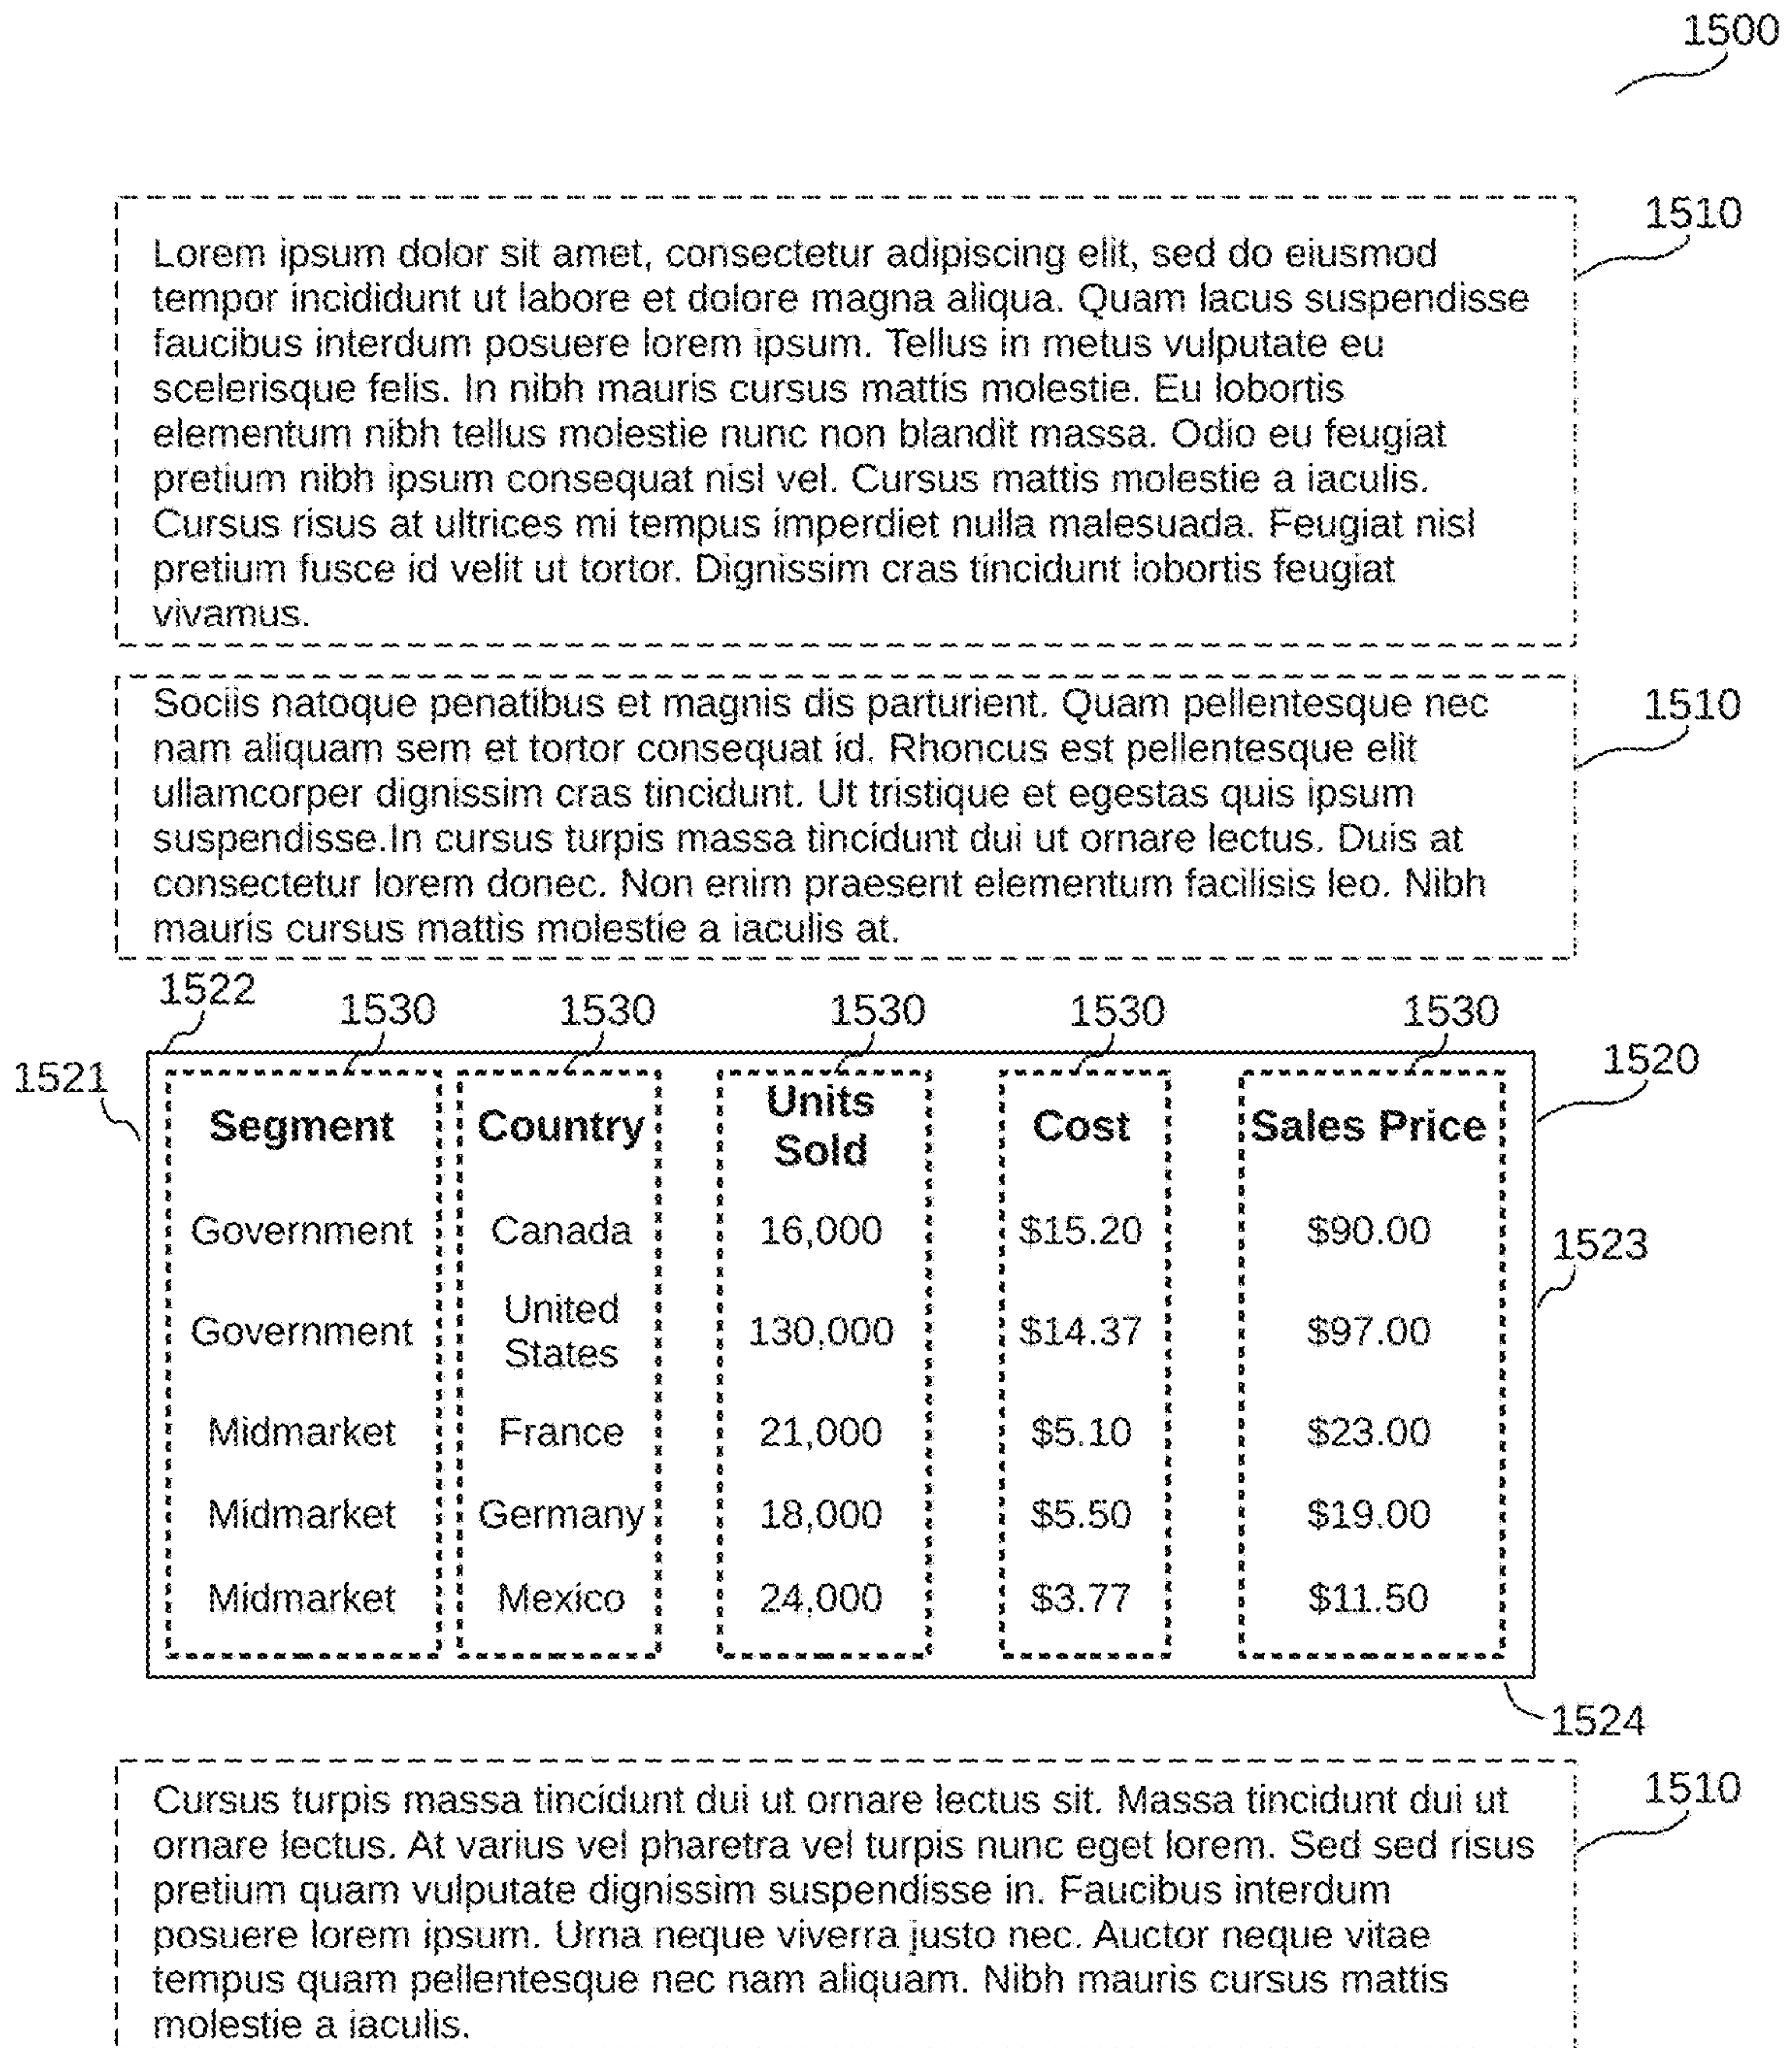 1500
1510
Lorem ipsum dolor sit amet, consectetur adipiscing elit, sed do eiusmod
tempor incididunt ut labore et dolore magna aliqua. Quam lacus suspendisse
faucibus interdum posuere lorem ipsum. Tellus in metus vulputate eu
scelerisque felis. In nibh mauris cursus mattis molestie. Eu lobortis
elementum nibh tellus molestie nunc non blandit massa. Odio eu feugiat
pretium nibh ipsum consequat nisl vel. Cursus mattis molestie a iaculis.
Cursus risus at ultrices mi tempus imperdiet nulla malesuada. Feugiat nisl
pretium fusce id velit ut tortor. Dignissim cras tincidunt lobortis feugiat
vivamus.
1510
Sociis natoque penatibus et magnis dis parturient. Quam pellentesque nec
nam aliquam sem et tortor consequat id. Rhoncus est pellentesque elit
ullamcorper dignissim cras tincidunt. Ut tristique et egestas quis ipsum
suspendisse.In cursus turpis massa tincidunt dui ut ornare lectus. Duis at
consectetur lorem donec. Non enim praesent elementum facilisis leo. Nibh
mauris cursus mattis molestie a iaculis at.
1522 1530 1530 1530 1530 1530
1521 1520
Segment Country Units Sold Cost Sales Price
Government Canada 16,000 $15.20 $90.00
1523
Government United States 130,000 $14.37 $97.00
Midmarket France 21,000 $5.10 $23.00
Midmarket Germany 18,000 $5.50 $19.00
Midmarket Mexico 24,000 $3.77 $11.50
1524
1510
Cursus turpis massa tincidunt dui ut ornare lectus sit. Massa tincidunt dui ut
ornare lectus. At varius vel pharetra vel turpis nunc eget lorem. Sed sed risus
pretium quam vulputate dignissim suspendisse in. Faucibus interdum
posuere lorem ipsum. Urna neque viverra justo nec. Auctor neque vitae
tempus quam pellentesque nec nam aliquam. Nibh mauris cursus mattis
molestie a iaculis.